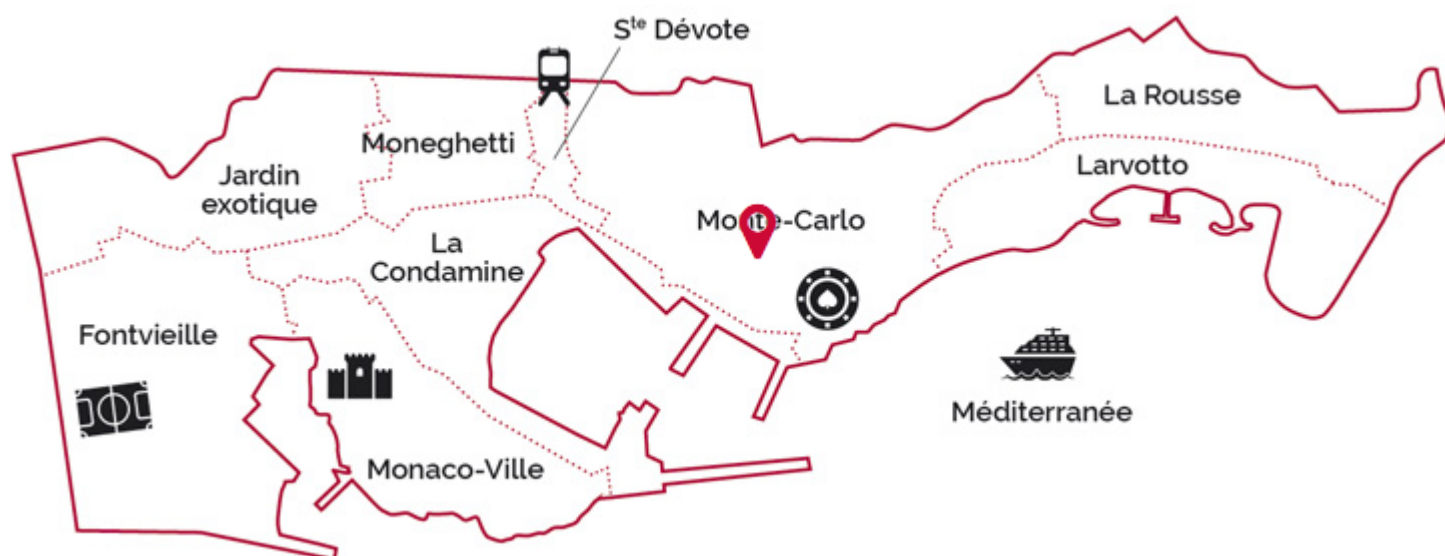 Sᵗᵉ Dévote
La Rousse
Moneghetti
Larvotto
Jardin
exotique
Monte-Carlo
La
Condamine
Fontvieille
Méditerranée
Monaco-Ville